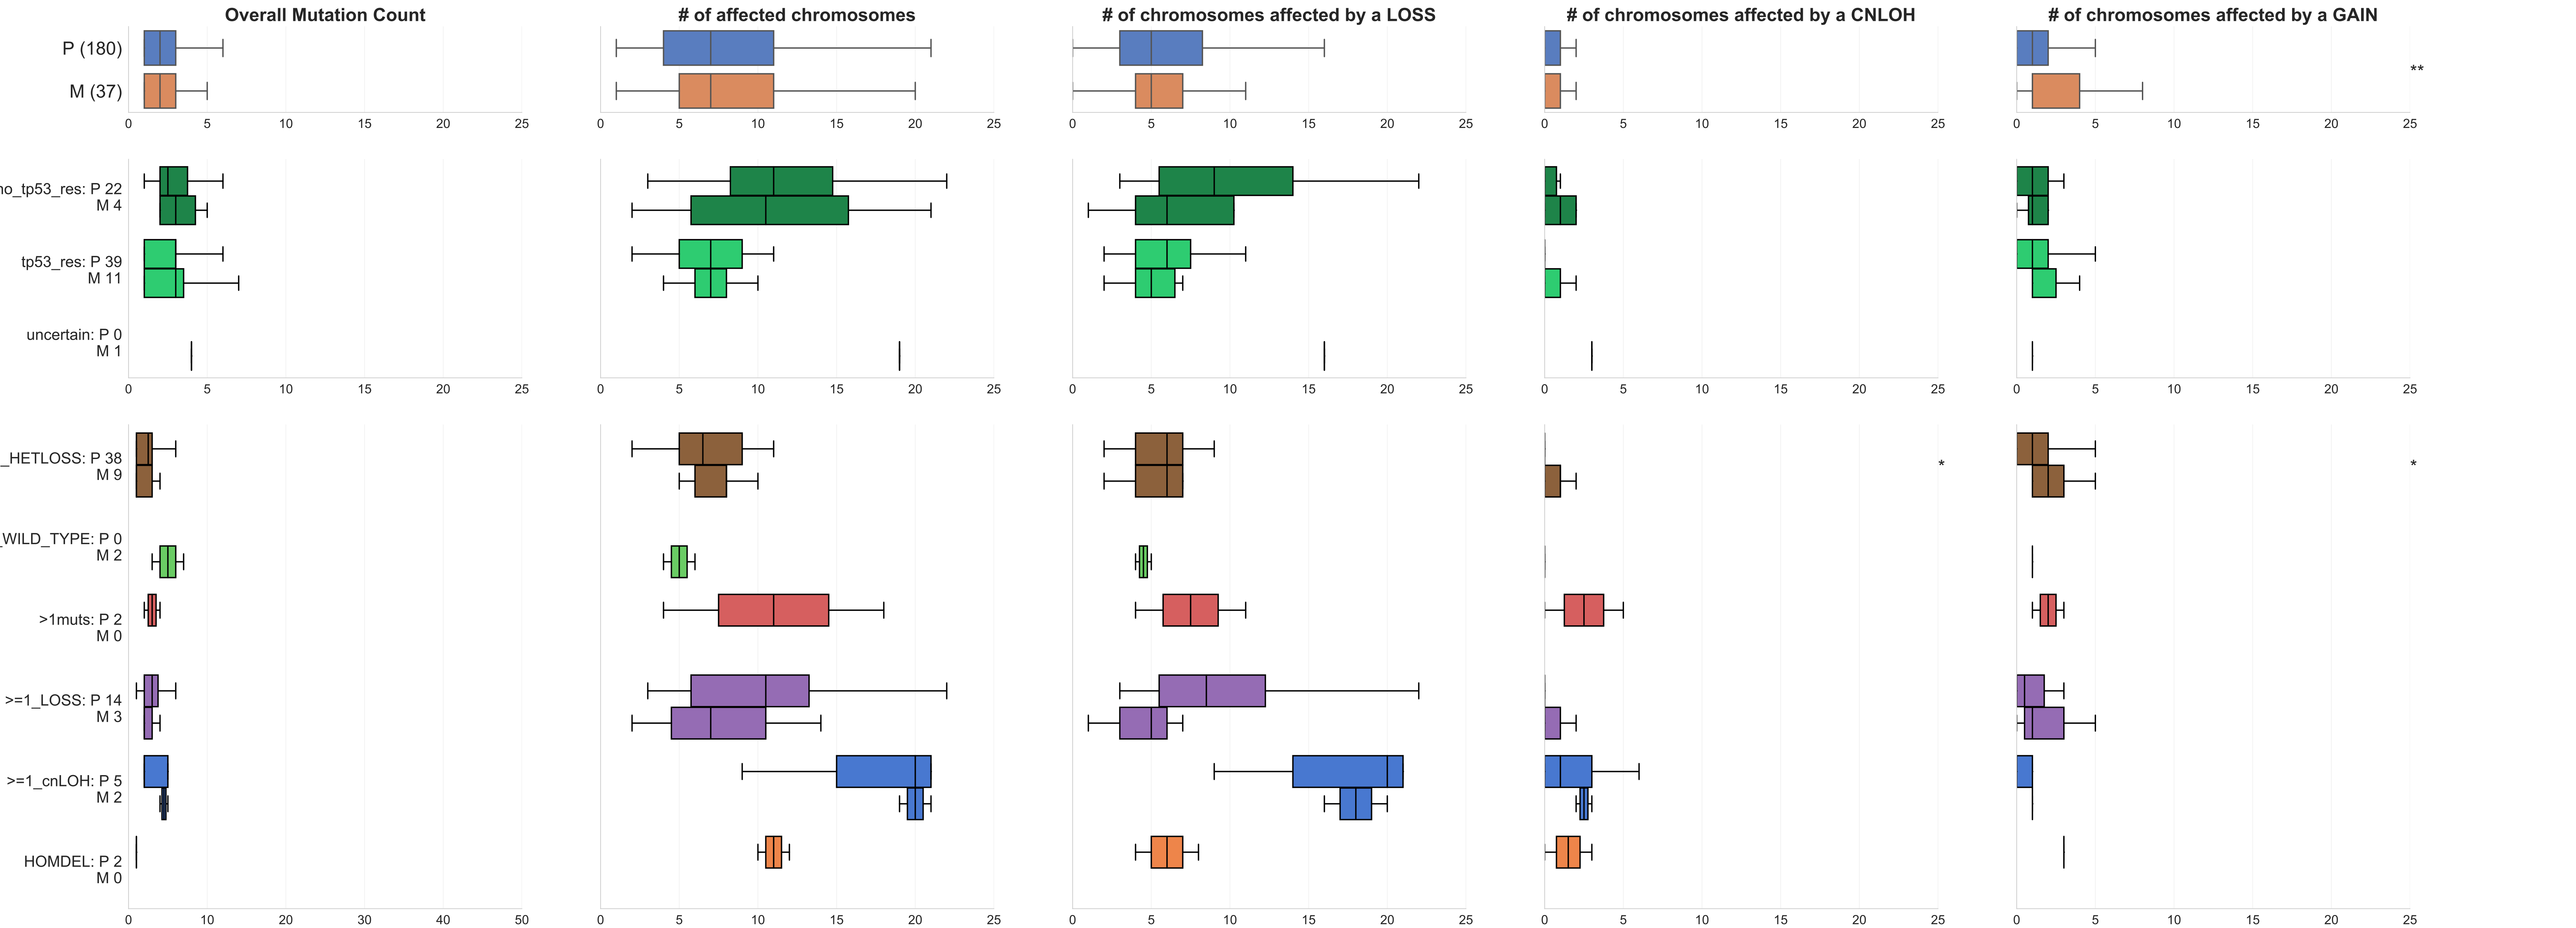 Overall Mutation Count
# of affected chromosomes
# of chromosomes affected by a LOSS
# of chromosomes affected by a CNLOH
# of chromosomes affected by a GAIN
P (180)
M (37)
**
0 5 10 15 20 25
0 5 10 15 20 25
0 5 10 15 20 25
0 5 10 15 20 25
0 5 10 15 20 25
no_tp53_res: P 22
M 4
tp53_res: P 39
M 11
uncertain: P 0
M 1
0 5 10 15 20 25
0 5 10 15 20 25
0 5 10 15 20 25
0 5 10 15 20 25
0 5 10 15 20 25
_HETLOSS: P 38
M 9
*
*
_WILD_TYPE: P 0
M 2
>1muts: P 2
M 0
>=1_LOSS: P 14
M 3
>=1_cnLOH: P 5
M 2
HOMDEL: P 2
M 0
0 10 20 30 40 50
0 5 10 15 20 25
0 5 10 15 20 25
0 5 10 15 20 25
0 5 10 15 20 25